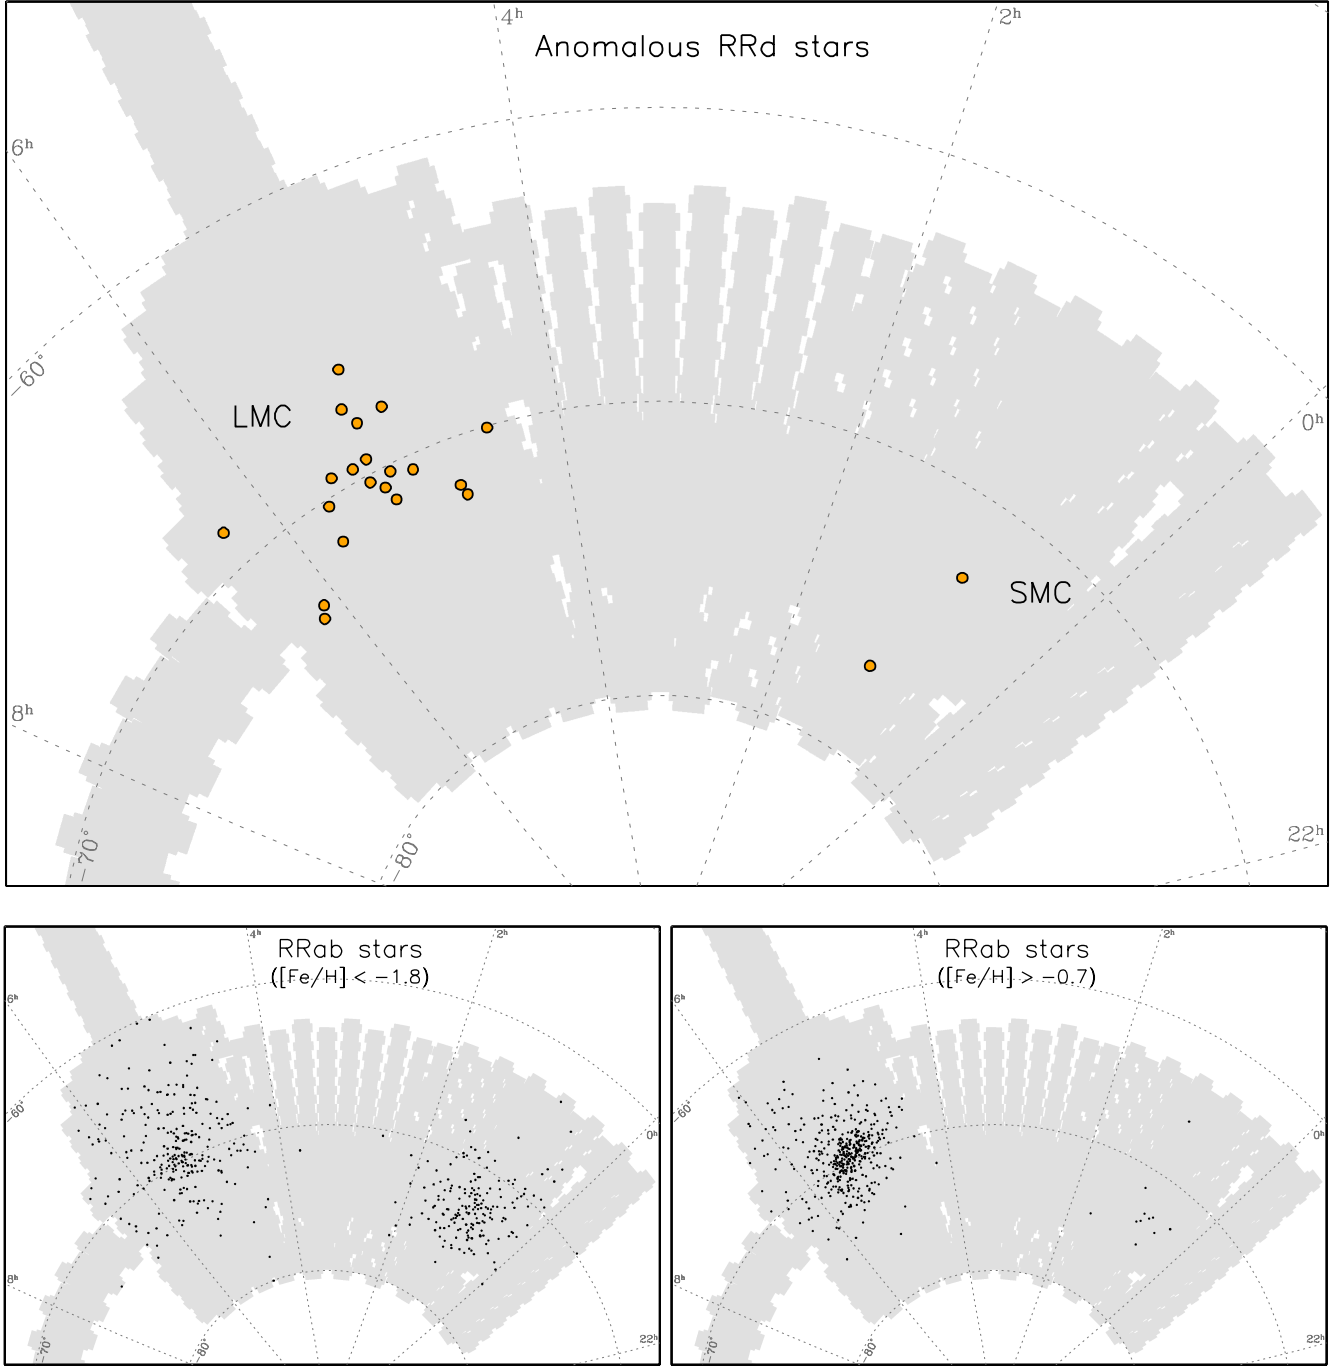 4ʰ
2ʰ
Anomalous RRd stars
6ʰ
−60°
LMC
0ʰ
SMC
8ʰ
22ʰ
−70°
−80°
4ʰ
2ʰ
RRab stars
([Fe/H] < −1.8)
6ʰ
−60°
0ʰ
8ʰ
22ʰ
−70°
−80°
4ʰ
2ʰ
RRab stars
([Fe/H] > −0.7)
6ʰ
−60°
0ʰ
8ʰ
22ʰ
−70°
−80°